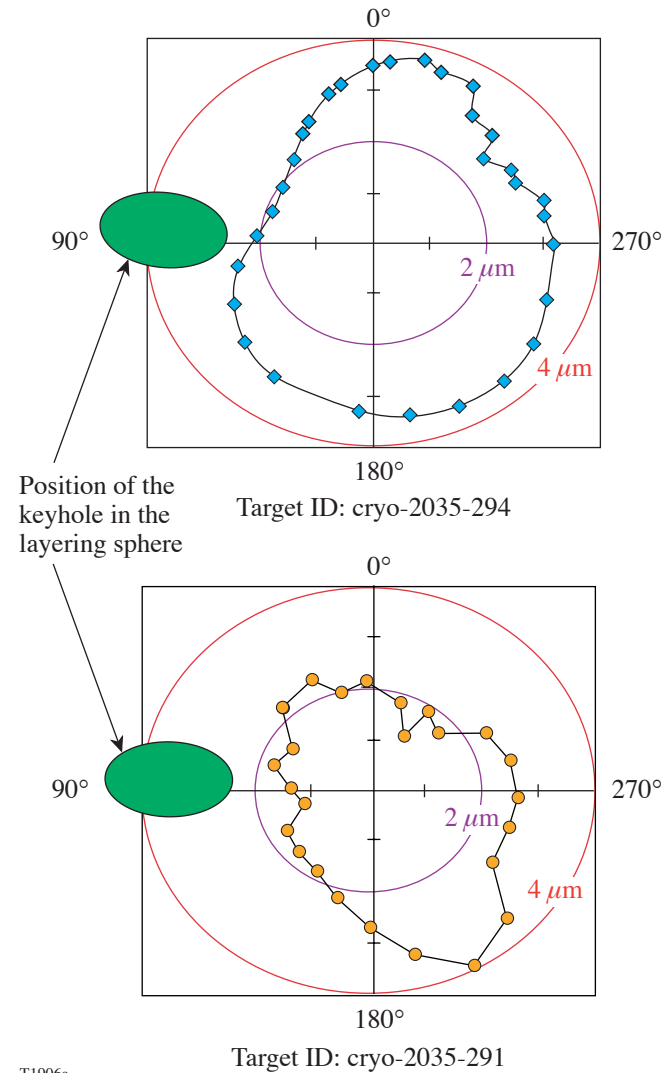 0°
90°
270°
2 μm
4 μm
180°
Position of the
keyhole in the
layering sphere
Target ID: cryo-2035-294
0°
90°
270°
2 μm
4 μm
180°
Target ID: cryo-2035-291